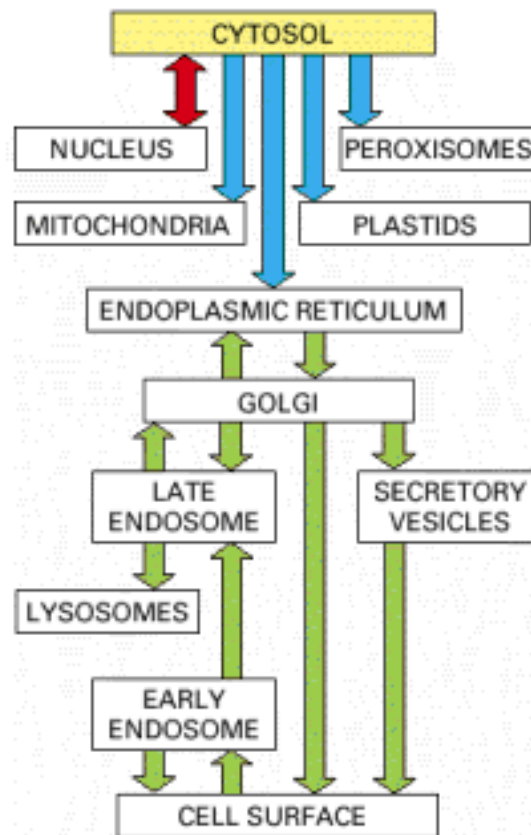 CYTOSOL
NUCLEUS
PEROXISOMES
MITOCHONDRIA
PLASTIDS
ENDOPLASMIC RETICULUM
GOLGI
LATE
ENDOSOME
SECRETORY
VESICLES
LYSOSOMES
EARLY
ENDOSOME
CELL SURFACE